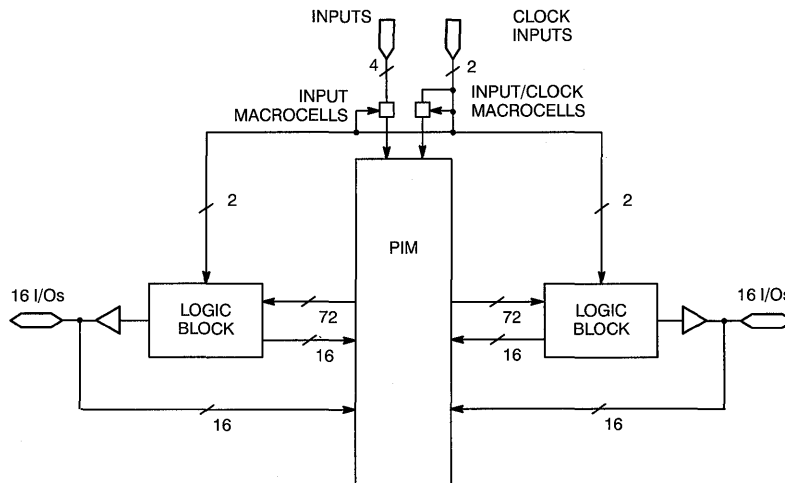 INPUTS
CLOCK
INPUTS
4
2
INPUT
MACROCELLS
INPUT/CLOCK
MACROCELLS
2
2
PIM
16 I/Os
LOGIC
BLOCK
72
16
72
16
LOGIC
BLOCK
16 I/Os
16
16